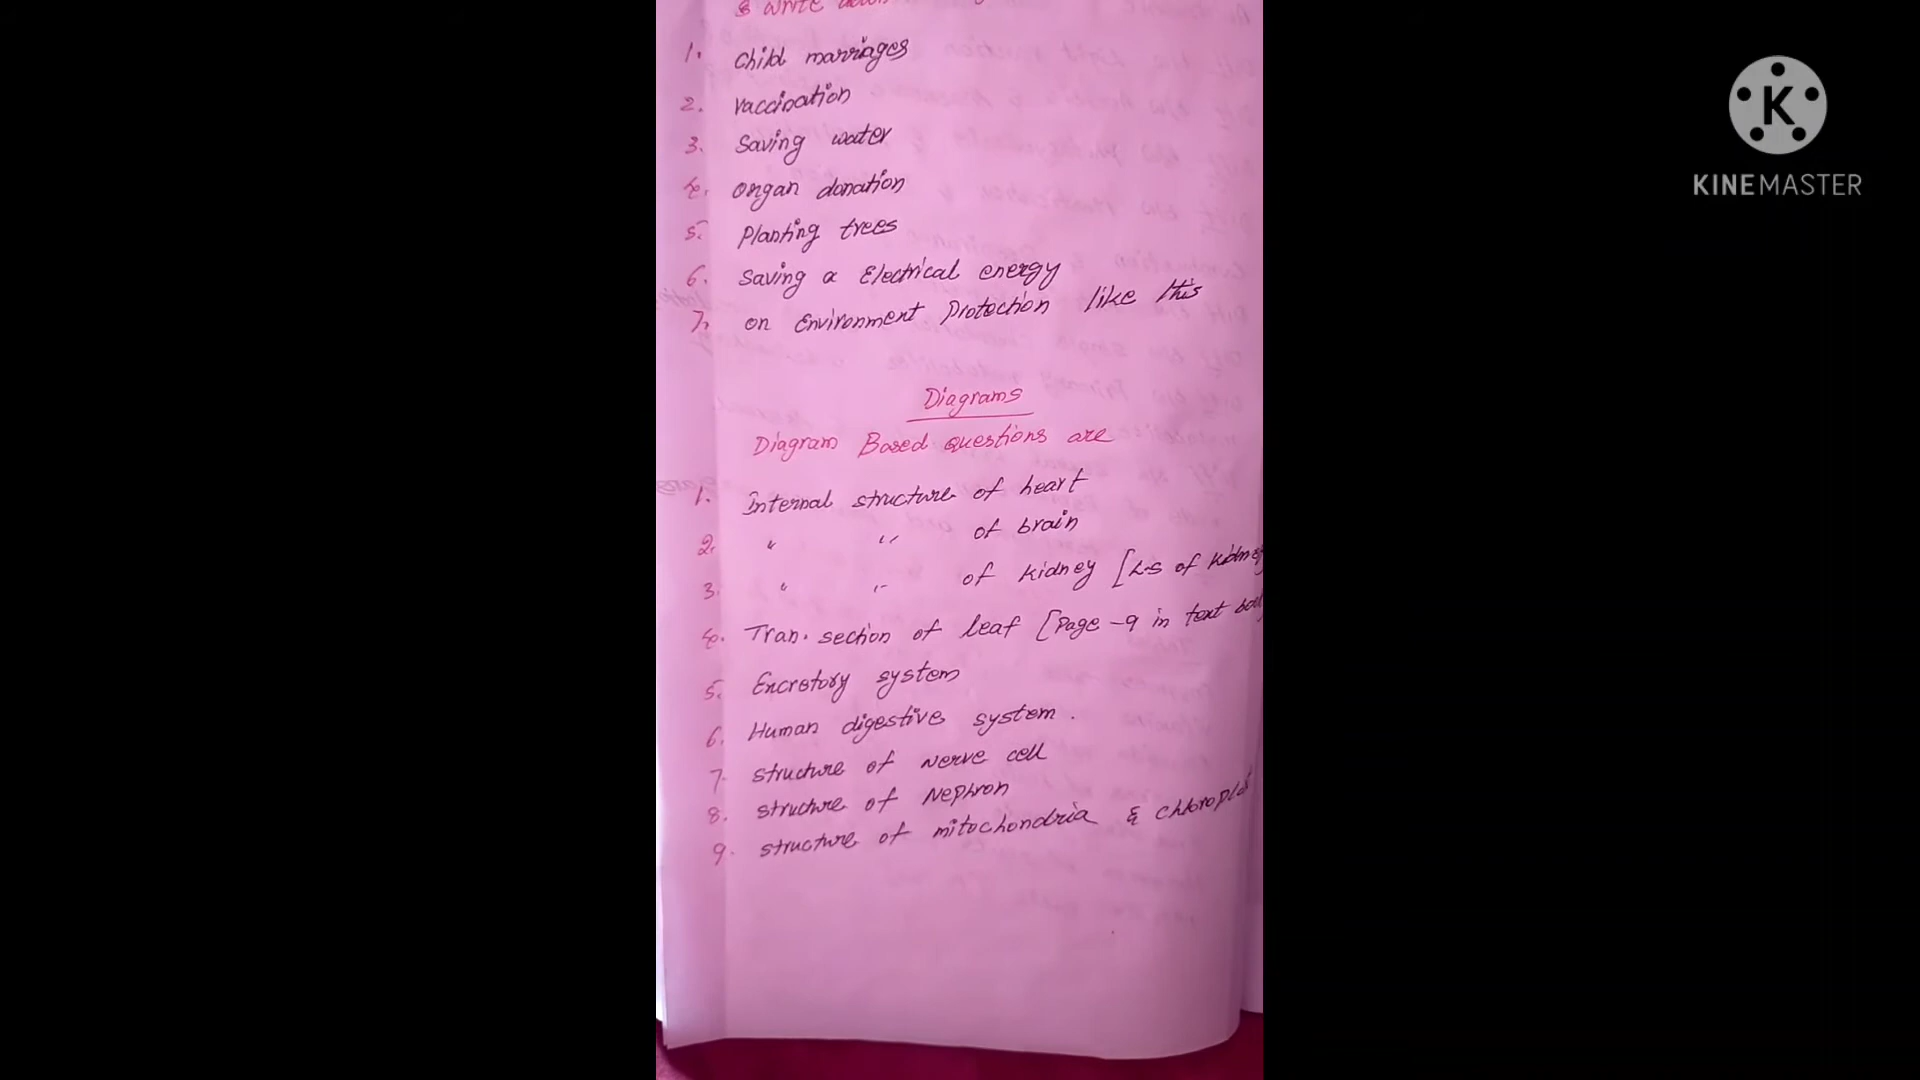 & write down
1. Child marriages
2. Vaccination
3. Saving water
4. Organ donation
5. Planting trees
6. Saving a Electrical energy
7. on Environment Protection like this
Diagrams
Diagram Based questions are
1. Internal structure of heart
2. " " of brain
3. " " of kidney [L.S of kidney
4. Tran. section of leaf [Page -9 in text
5. Excretory system
6. Human digestive system.
7. structure of Nerve cell
8. structure of Nephron
9. structure of mitochondria &
KINEMASTER